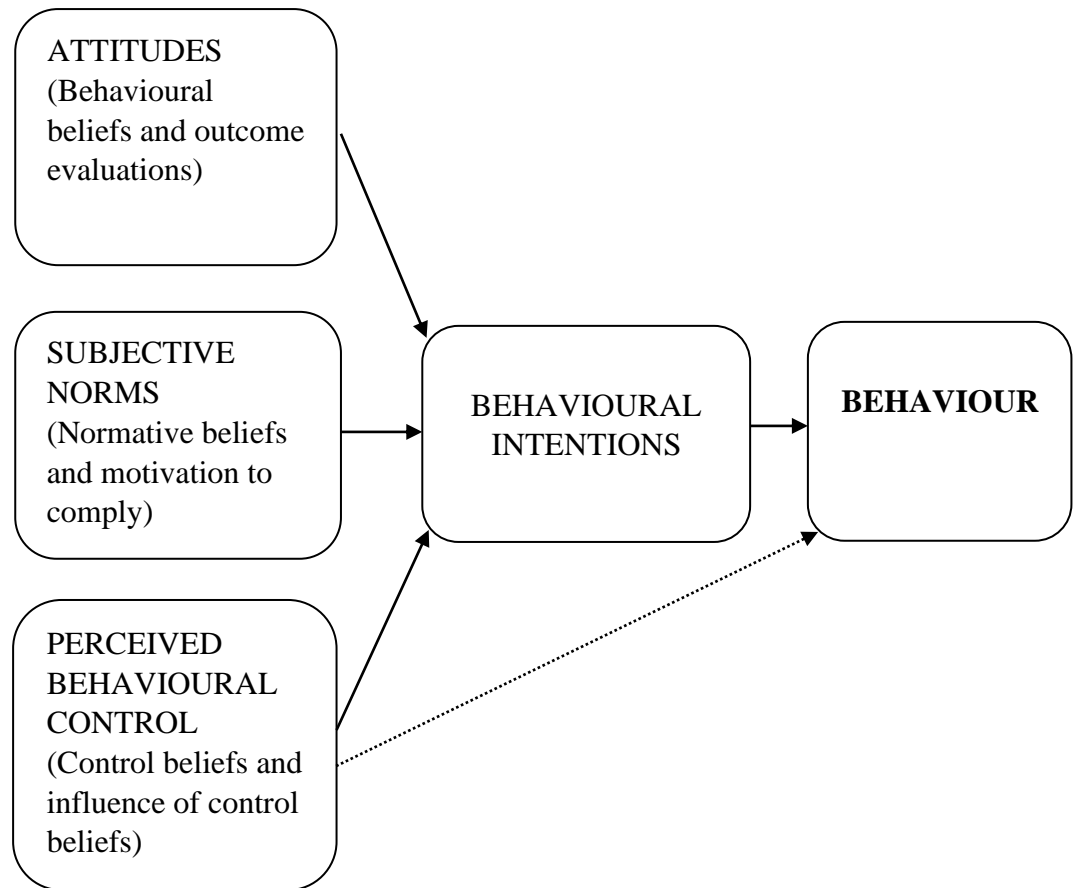 ATTITUDES
(Behavioural
beliefs and outcome
evaluations)
SUBJECTIVE
NORMS
(Normative beliefs
and motivation to
comply)
PERCEIVED
BEHAVIOURAL
CONTROL
(Control beliefs and
influence of control
beliefs)
BEHAVIOURAL
INTENTIONS
BEHAVIOUR